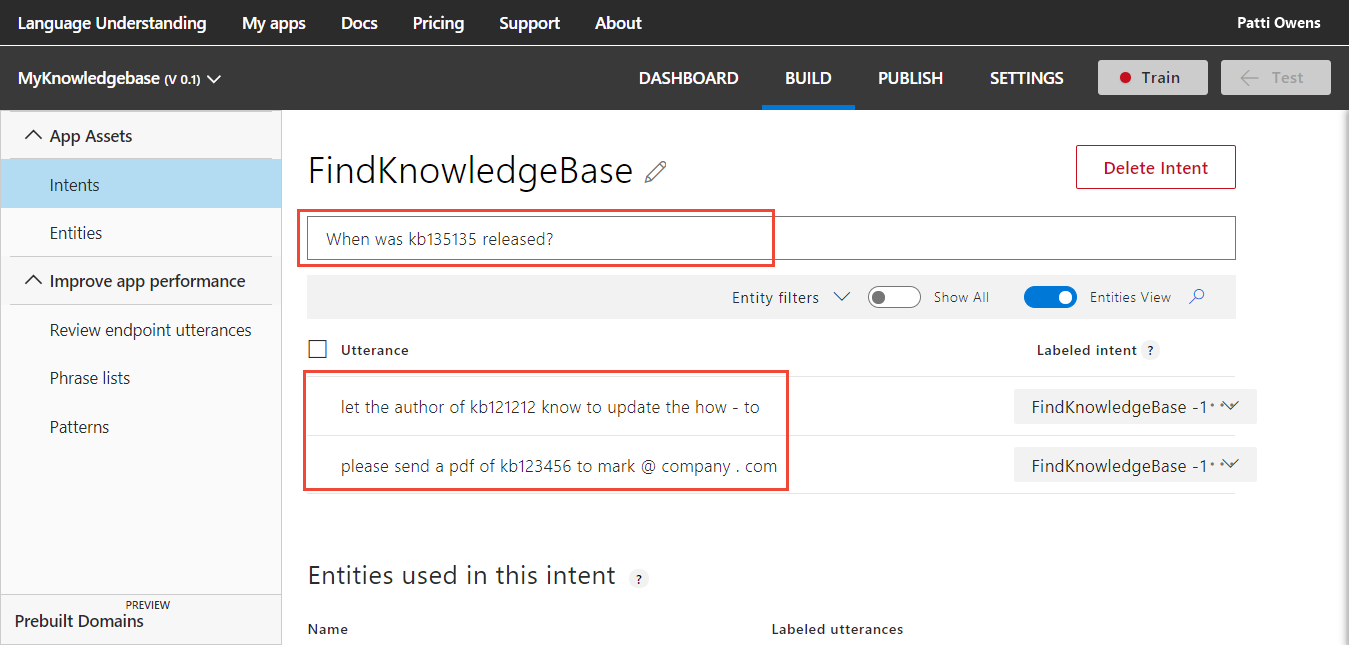 Language Understanding My apps Docs Pricing Support About Patti Owens
MyKnowledgebase (V 0.1) DASHBOARD BUILD PUBLISH SETTINGS Train Test
App Assets
Intents
Entities
Improve app performance
Review endpoint utterances
Phrase lists
Patterns
PREVIEW
Prebuilt Domains
FindKnowledgeBase Delete Intent
When was kb135135 released?
Entity filters Show All Entities View
Utterance Labeled intent ?
let the author of kb121212 know to update the how - to FindKnowledgeBase -1
please send a pdf of kb123456 to mark @ company . com FindKnowledgeBase -1
Entities used in this intent ?
Name Labeled utterances